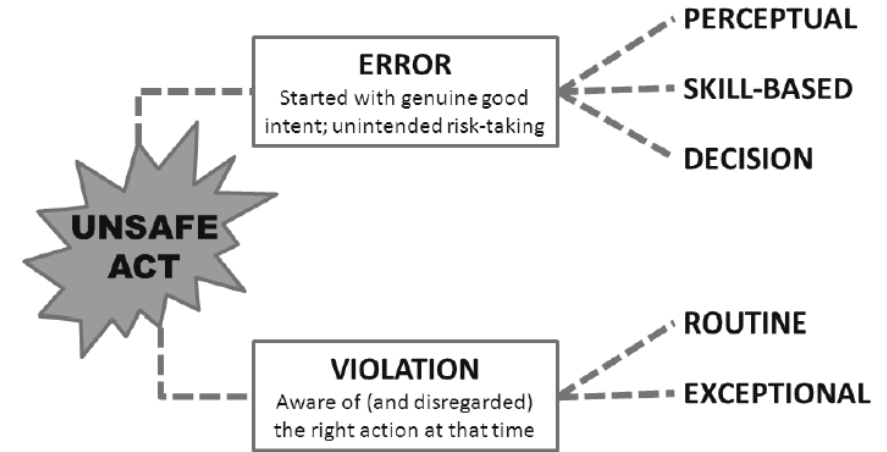 UNSAFE
ACT
ERROR
Started with genuine good
intent; unintended risk-taking
PERCEPTUAL
SKILL-BASED
DECISION
VIOLATION
Aware of (and disregarded)
the right action at that time
ROUTINE
EXCEPTIONAL